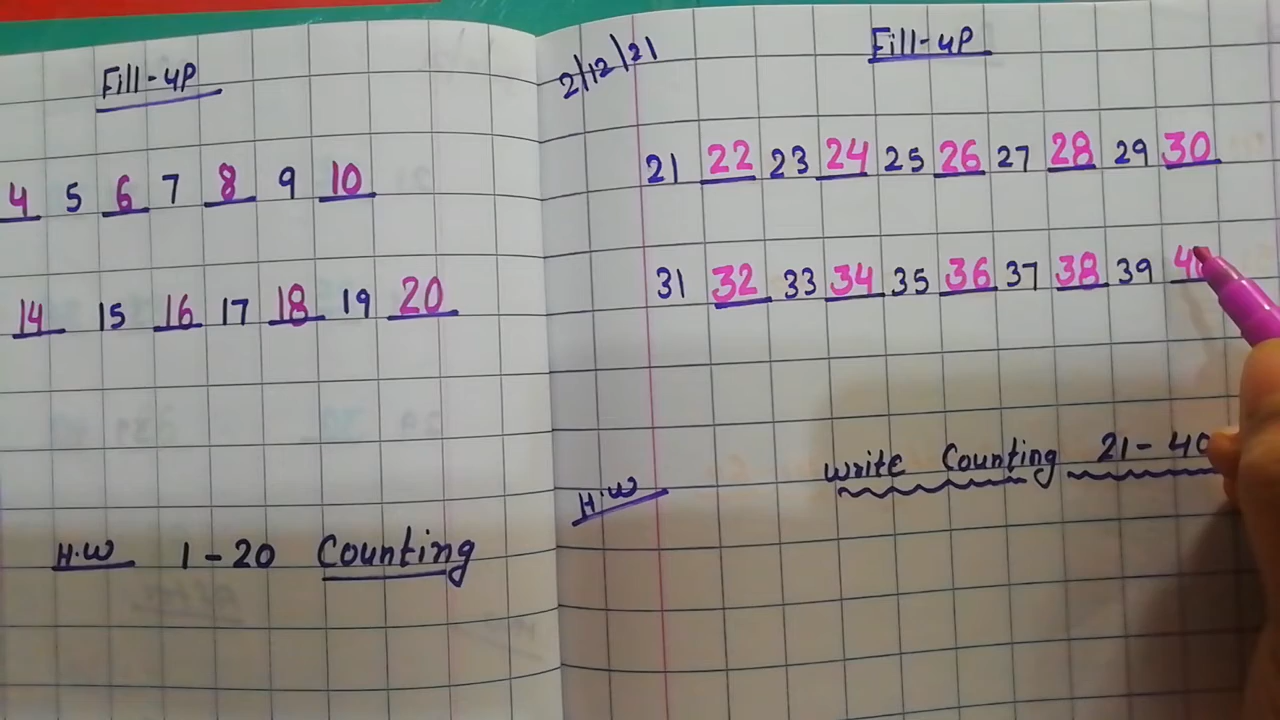 Fill-up
4 5 6 7 8 9 10
14 15 16 17 18 19 20
H.W 1-20 Counting
2/12/21
Fill-up
21 22 23 24 25 26 27 28 29 30
31 32 33 34 35 36 37 38 39 40
H.W
Write Counting 21-40